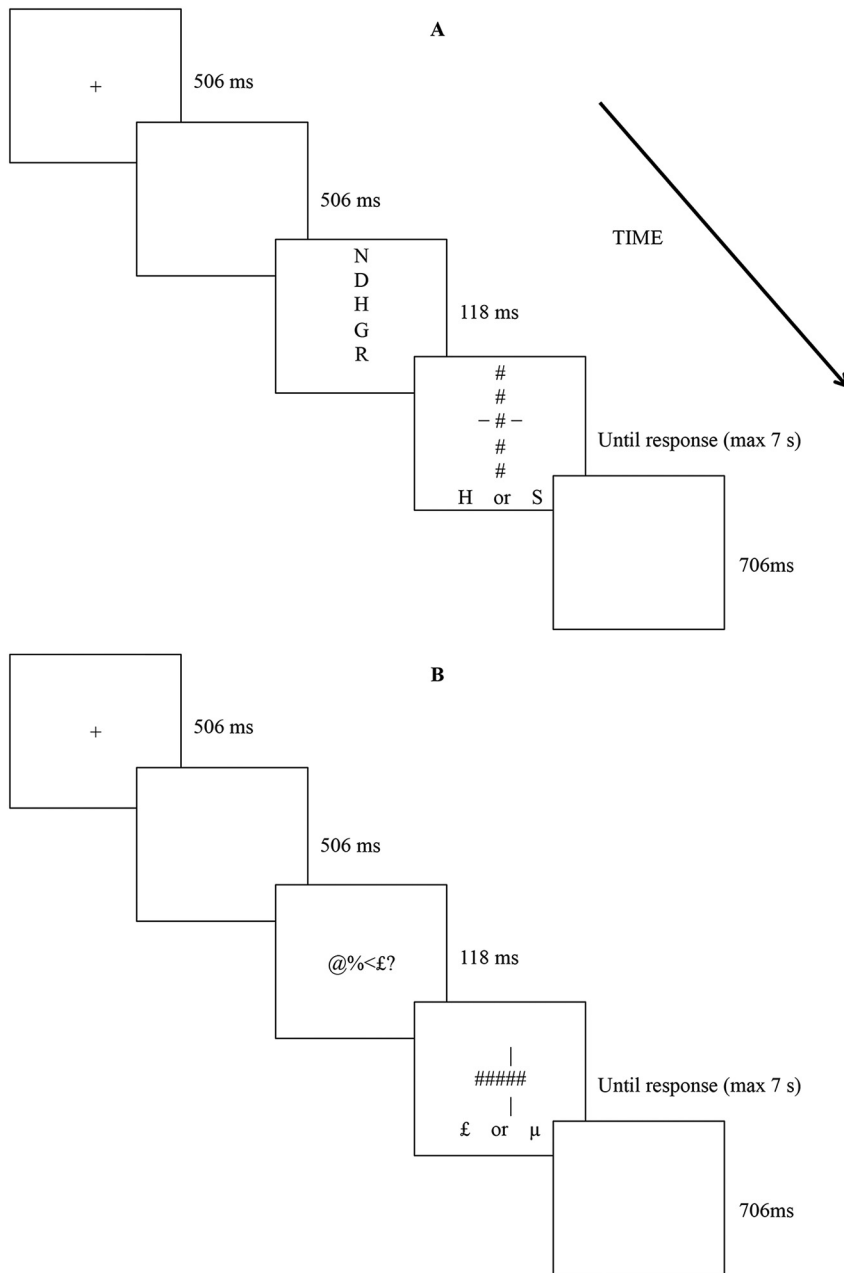 A
+
506 ms
506 ms
TIME
N
D
H
G
R
118 ms
#
#
– # –
#
#
H or S
Until response (max 7 s)
706ms
B
+
506 ms
506 ms
@%<£?
118 ms
|
#####
|
£ or µ
Until response (max 7 s)
706ms